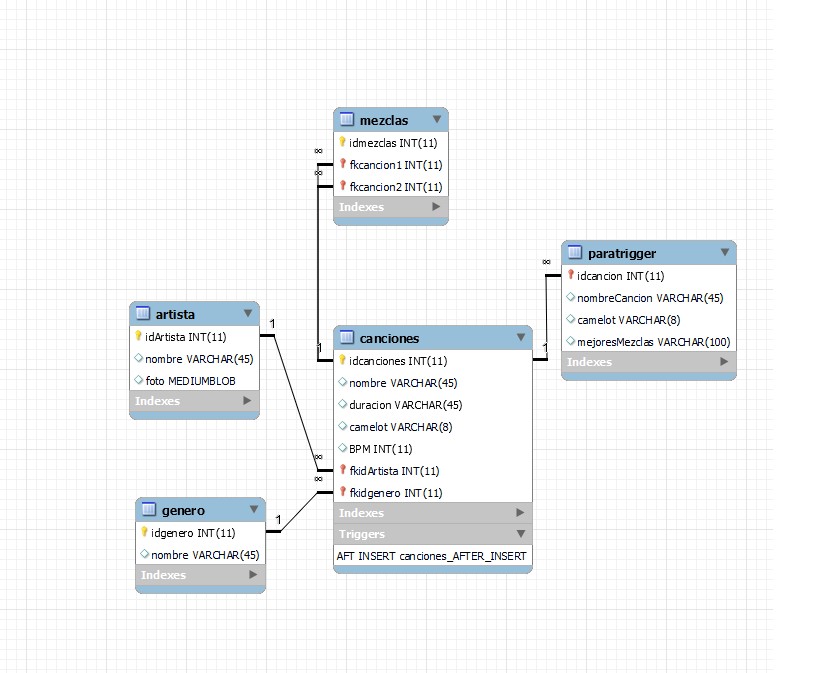 mezclas
idmezclas INT(11)
fkcancion1 INT(11)
fkcancion2 INT(11)
Indexes
∞
∞
paratrigger
idcancion INT(11)
nombreCancion VARCHAR(45)
camelot VARCHAR(8)
mejoresMezclas VARCHAR(100)
Indexes
∞
1
artista
idArtista INT(11)
nombre VARCHAR(45)
foto MEDIUMBLOB
Indexes
1
canciones
idcanciones INT(11)
nombre VARCHAR(45)
duracion VARCHAR(45)
camelot VARCHAR(8)
BPM INT(11)
fkidArtista INT(11)
fkidgenero INT(11)
Indexes
Triggers
AFT INSERT canciones_AFTER_INSERT
1
∞
∞
genero
idgenero INT(11)
nombre VARCHAR(45)
Indexes
1